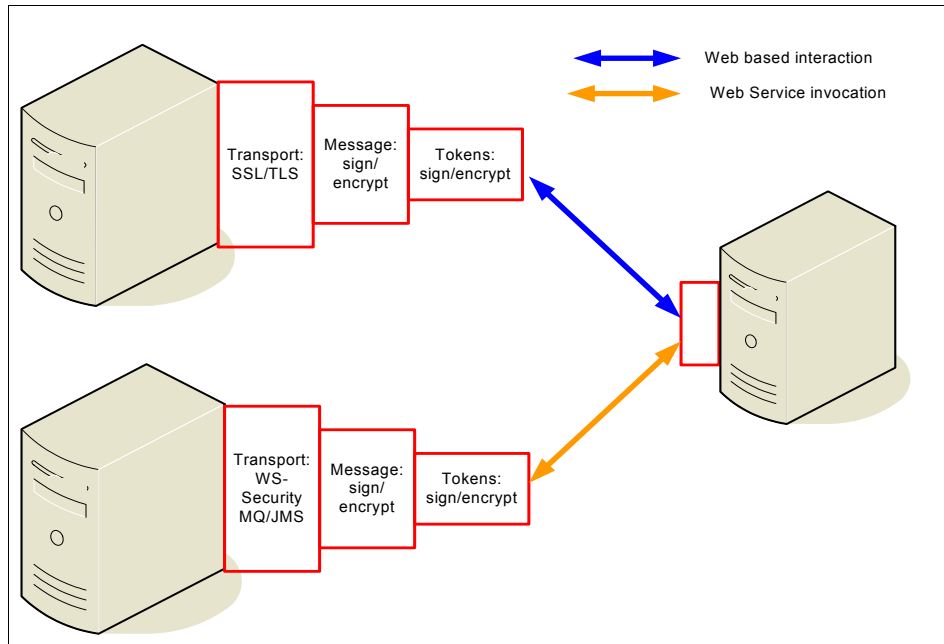 Web based interaction
Web Service invocation
Transport:
SSL/TLS
Message:
sign/
encrypt
Tokens:
sign/encrypt
Transport:
WS-
Security
MQ/JMS
Message:
sign/
encrypt
Tokens:
sign/encrypt